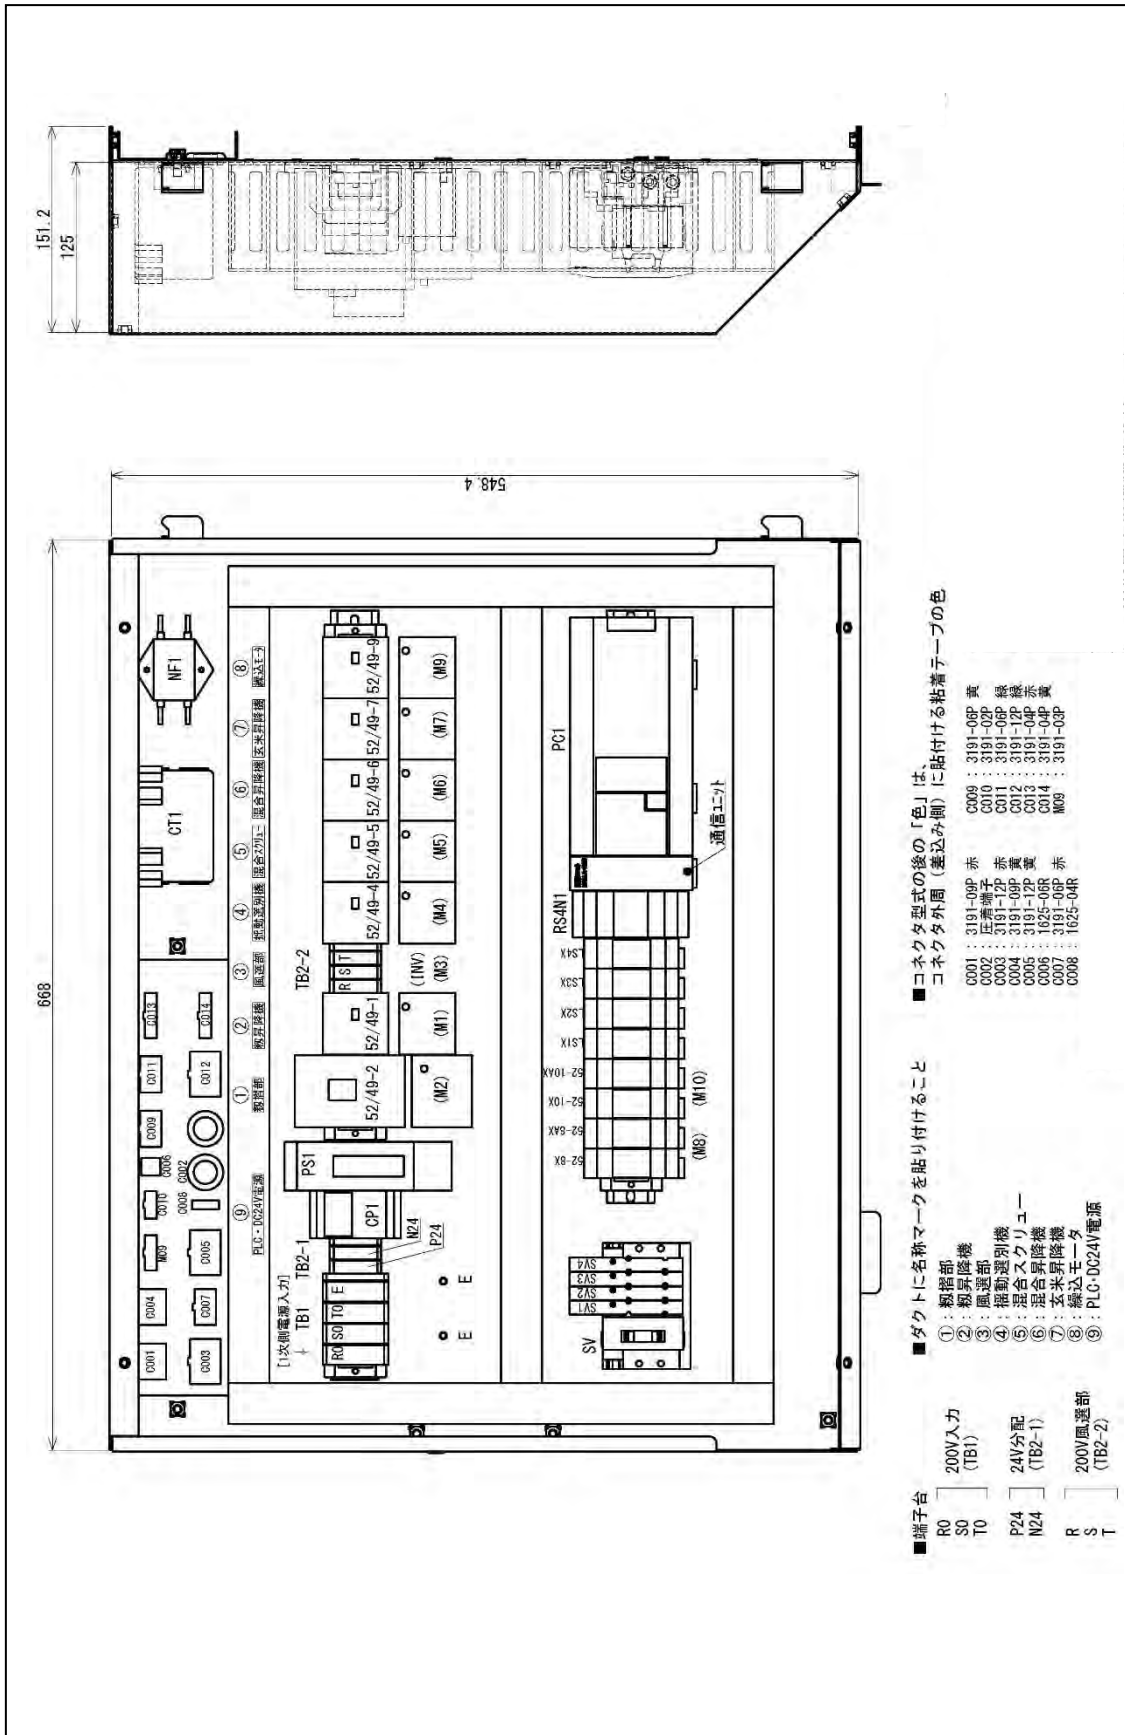 151.2
125
668
548.4
C001
C004
M09
C010
C006
C009
C011
C013
C003
C007
C005
C008
C002
C012
C014
CT1
NF1
⑨
PLC・DC24V電源
①
籾摺部
②
籾昇降機
③
風選部
④
揺動選別機
⑤
混合スクリュー
⑥
混合昇降機
⑦
玄米昇降機
⑧
繰込モータ
[1次側電源入力]
TB1
TB2-1
TB2-2
R0 S0 T0 E
N24
P24
E
E
CP1
PS1
52/49-2
52/49-1
R S T
52/49-4
52/49-5
52/49-6
52/49-7
52/49-9
(M2)
(M1)
(INV)
(M3)
(M4)
(M5)
(M6)
(M7)
(M9)
SV
SV1
SV2
SV3
SV4
52-8X
52-8AX
52-10X
52-10AX
LS1X
LS2X
LS3X
LS4X
(M8)
(M10)
RS4N1
PC1
通信ユニット
■端子台
R0
S0
T0
200V入力
(TB1)
P24
N24
24V分配
(TB2-1)
R
S
T
200V風選部
(TB2-2)
■ダクトに名称マークを貼り付けること
①：籾摺部
②：籾昇降機
③：風選部
④：揺動選別機
⑤：混合スクリュー
⑥：混合昇降機
⑦：玄米昇降機
⑧：繰込モータ
⑨：PLC・DC24V電源
■コネクタ型式の後の「色」は、
コネクタ外周（差込み側）に貼付ける粘着テープの色
C001 : 3191-09P 赤
C002 : 圧着端子
C003 : 3191-12P 赤
C004 : 3191-09P 黄
C005 : 3191-12P 黄
C006 : 1625-06R
C007 : 3191-06P 赤
C008 : 1625-04R
C009 : 3191-06P 黄
C010 : 3191-02P
C011 : 3191-06P 緑
C012 : 3191-12P 緑
C013 : 3191-04P 赤
C014 : 3191-04P 黄
M09 : 3191-03P